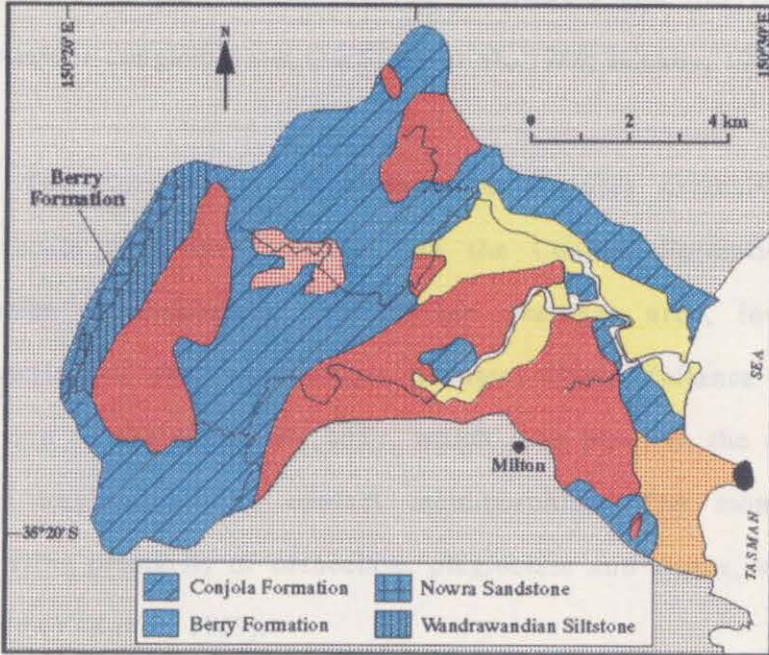 150°20' E
N
150°30' E
0 2 4 km
Berry
Formation
SEA
Milton
36°20' S
TASMAN
Conjola Formation
Nowra Sandstone
Berry Formation
Wandrawandian Siltstone